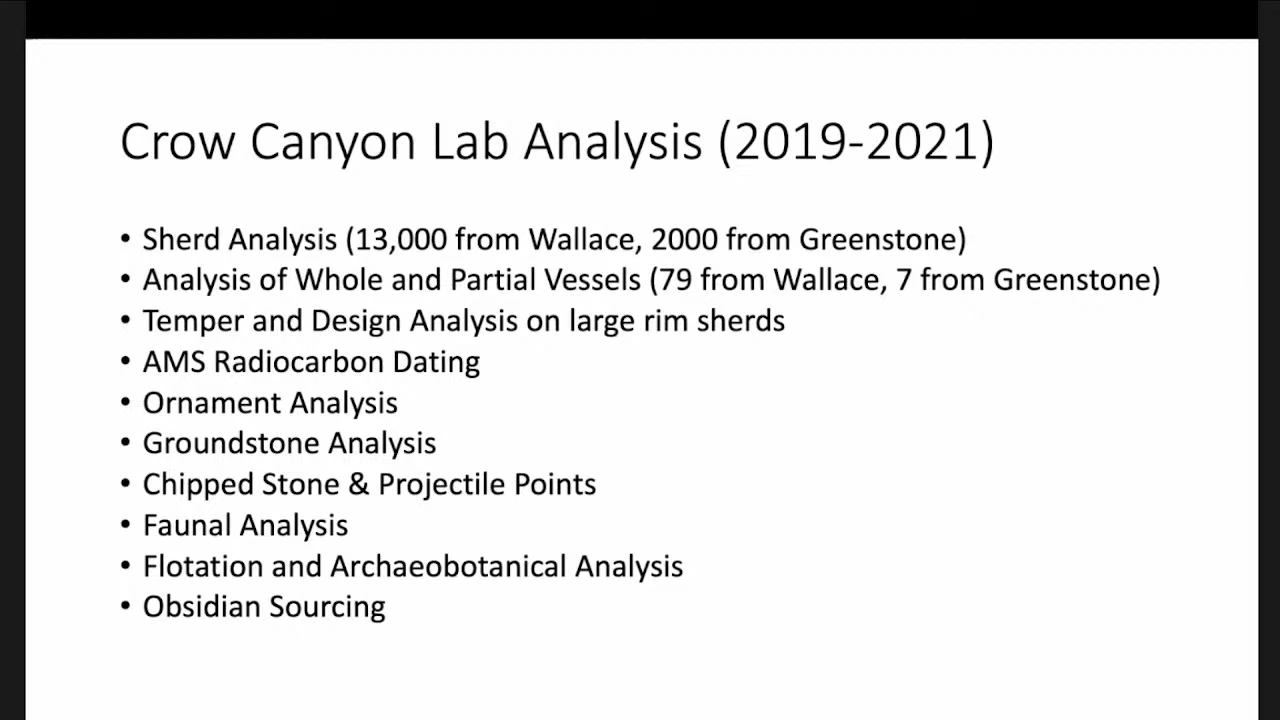 Crow Canyon Lab Analysis (2019-2021)
• Sherd Analysis (13,000 from Wallace, 2000 from Greenstone)
• Analysis of Whole and Partial Vessels (79 from Wallace, 7 from Greenstone)
• Temper and Design Analysis on large rim sherds
• AMS Radiocarbon Dating
• Ornament Analysis
• Groundstone Analysis
• Chipped Stone & Projectile Points
• Faunal Analysis
• Flotation and Archaeobotanical Analysis
• Obsidian Sourcing